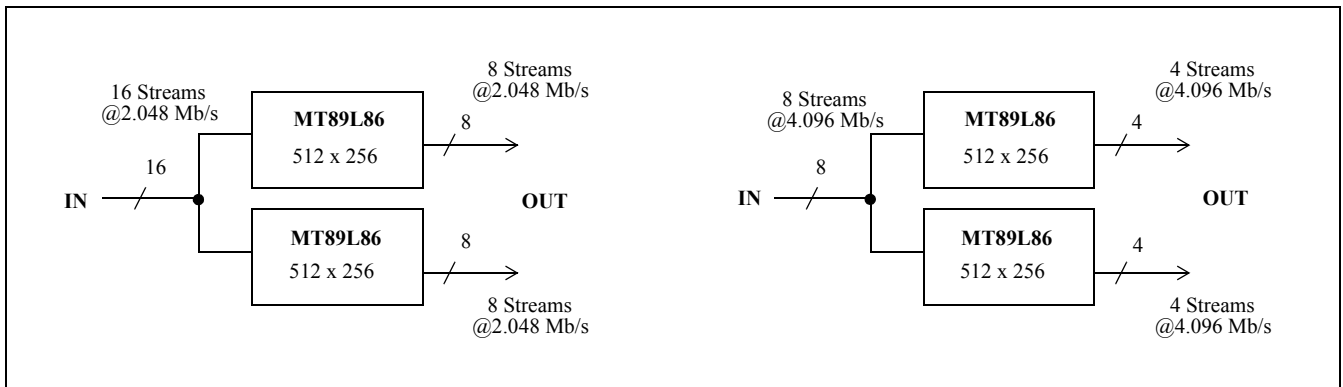 16 Streams
@2.048 Mb/s
8 Streams
@2.048 Mb/s
MT89L86
512 x 256
8
16
IN
OUT
MT89L86
512 x 256
8
8 Streams
@2.048 Mb/s
8 Streams
@4.096 Mb/s
4 Streams
@4.096 Mb/s
MT89L86
512 x 256
4
8
IN
OUT
MT89L86
512 x 256
4
4 Streams
@4.096 Mb/s